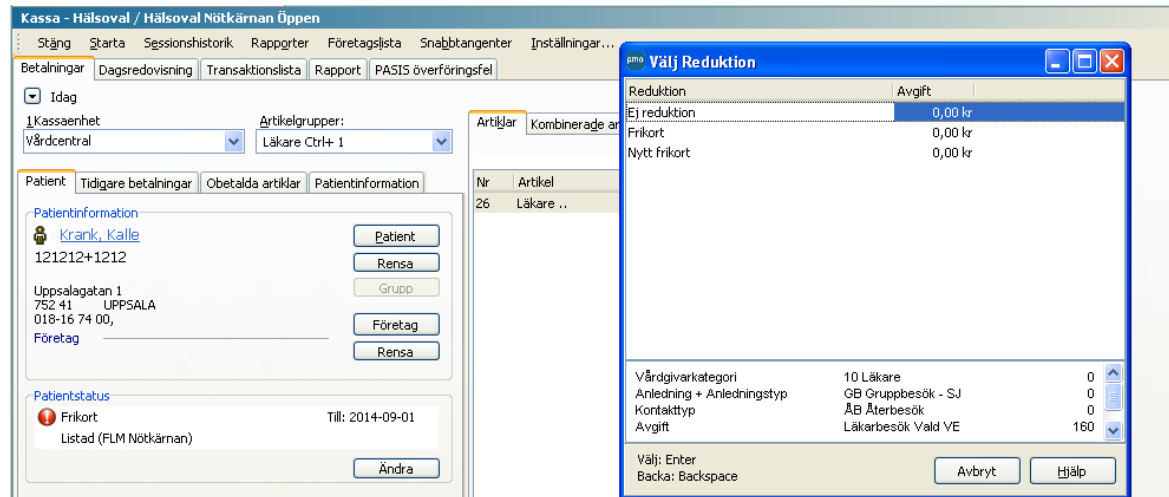 Kassa - Hälsoval / Hälsoval Nötkärnan Öppen
Stäng Starta Sessionshistorik Rapporter Företagslista Snabbtangenter Inställningar...
Betalningar Dagsredovisning Transaktionslista Rapport PASIS överföringsfel
Idag
1Kassaenhet Artikelgrupper:
Vårdcentral Läkare Ctrl+ 1
Patient Tidigare betalningar Obetalda artiklar Patientinformation
Patientinformation
Krank, Kalle Patient
121212+1212 Rensa
Grupp
Uppsalagatan 1
752 41 UPPSALA
018-16 74 00, Företag
Företag
Rensa
Patientstatus
Frikort Till: 2014-09-01
Listad (FLM Nötkärnan)
Ändra
Artiklar Kombinerade ar
Nr Artikel
26 Läkare ..
pmo Välj Reduktion
Reduktion Avgift
Ej reduktion 0,00 kr
Frikort 0,00 kr
Nytt frikort 0,00 kr
Vårdgivarkategori 10 Läkare 0
Anledning + Anledningstyp GB Gruppbesök - SJ 0
Kontakttyp ÅB Återbesök 0
Avgift Läkarbesök Vald VE 160
Välj: Enter
Backa: Backspace
Avbryt Hjälp